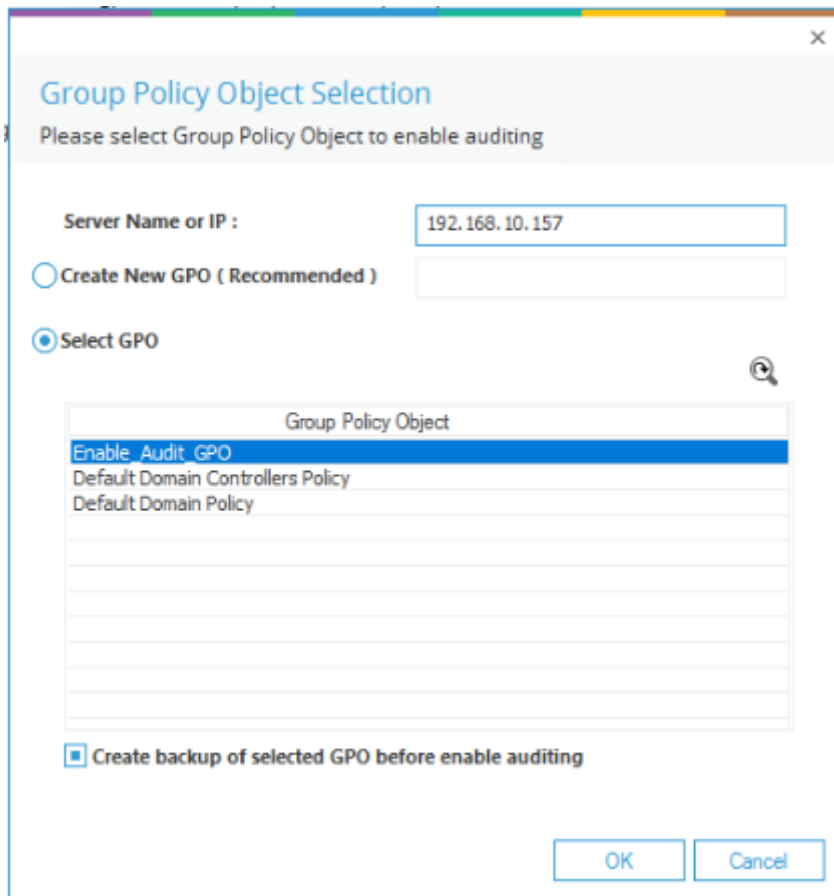 Group Policy Object Selection
Please select Group Policy Object to enable auditing
Server Name or IP : 192.168.10.157
Create New GPO ( Recommended )
Select GPO
Group Policy Object
Enable_Audit_GPO
Default Domain Controllers Policy
Default Domain Policy
Create backup of selected GPO before enable auditing
OK Cancel